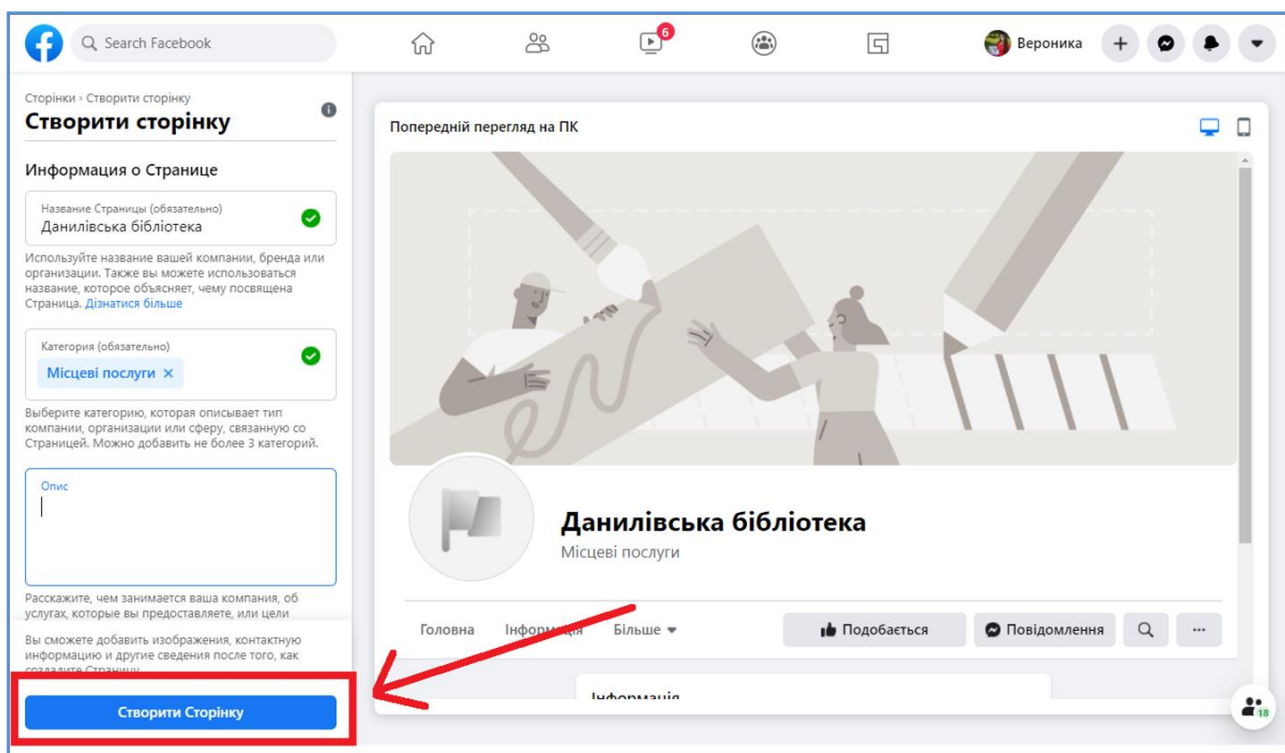 Search Facebook
6
Вероника
Сторінки › Створити сторінку
Створити сторінку
Информация о Странице
Название Страницы (обязательно)
Данилівська бібліотека
Используйте название вашей компании, бренда или
организации. Также вы можете использоваться
название, которое объясняет, чему посвящена
Страница. Дізнатися більше
Категория (обязательно)
Місцеві послуги ×
Выберите категорию, которая описывает тип
компании, организации или сферу, связанную со
Страницей. Можно добавить не более 3 категорий.
Опис
Расскажите, чем занимается ваша компания, об
услугах, которые вы предоставляете, или цели
Вы сможете добавить изображения, контактную
информацию и другие сведения после того, как
создадите Страницу.
Створити Сторінку
Попередній перегляд на ПК
Данилівська бібліотека
Місцеві послуги
Головна Інформація Більше Подобається Повідомлення
Інформація
18